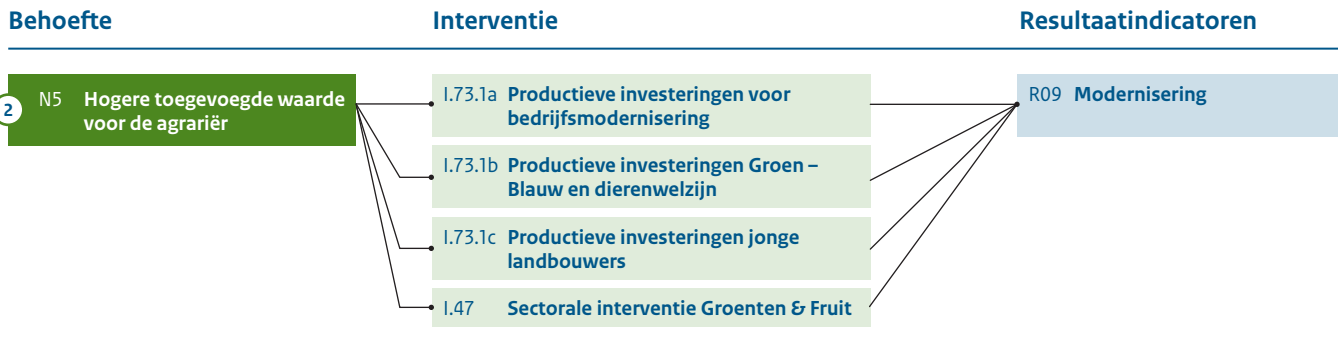 Behoefte Interventie Resultaatindicatoren
2 N5 Hogere toegevoegde waarde
voor de agrariër
I.73.1a Productieve investeringen voor
bedrijfsmodernisering
I.73.1b Productieve investeringen Groen –
Blauw en dierenwelzijn
I.73.1c Productieve investeringen jonge
landbouwers
I.47 Sectorale interventie Groenten & Fruit
R09 Modernisering